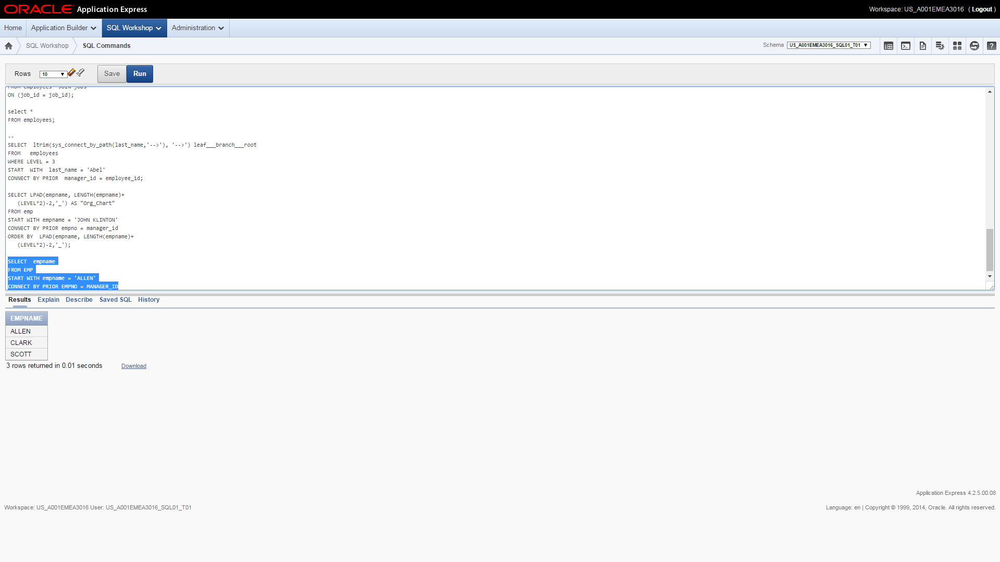 ORACLE Application Express
Workspace: US_A001EMEA3016 ( Logout )
Home Application Builder SQL Workshop Administration
SQL Workshop SQL Commands
Schema US_A001EMEA3016_SQL01_T01
Rows 10 Save Run
FROM employees JOIN jobs
ON (job_id = job_id);
select *
FROM employees;
--
SELECT  ltrim(sys_connect_by_path(last_name,'-->'), '-->') leaf___branch___root
FROM   employees
WHERE LEVEL = 3
START  WITH  last_name = 'Abel'
CONNECT BY PRIOR  manager_id = employee_id;
SELECT LPAD(empname, LENGTH(empname)+
(LEVEL*2)-2,'_') AS "Org_Chart"
FROM emp
START WITH empname = 'JOHN KLINTON'
CONNECT BY PRIOR empno = manager_id
ORDER BY  LPAD(empname, LENGTH(empname)+
(LEVEL*2)-2,'_');
SELECT  empname
FROM EMP
START WITH empname = 'ALLEN'
CONNECT BY PRIOR EMPNO = MANAGER_ID
Results Explain Describe Saved SQL History
EMPNAME
ALLEN
CLARK
SCOTT
3 rows returned in 0.01 seconds Download
Application Express 4.2.5.00.08
Workspace: US_A001EMEA3016 User: US_A001EMEA3016_SQL01_T01
Language: en | Copyright © 1999, 2014, Oracle. All rights reserved.